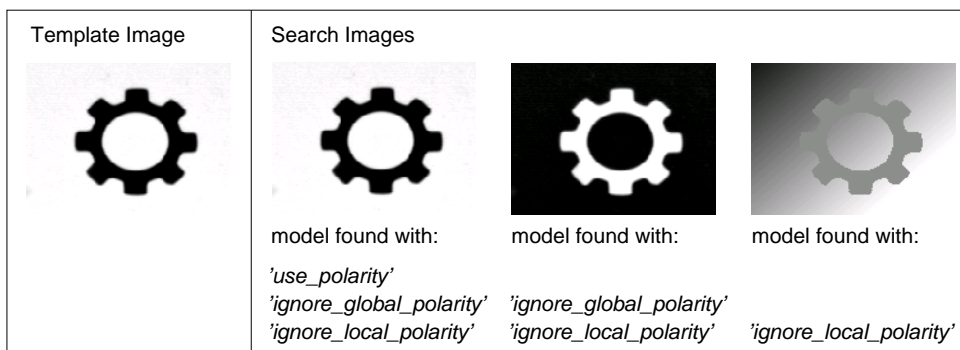 Template Image Search Images
model found with: model found with: model found with:
’use_polarity’
’ignore_global_polarity’ ’ignore_global_polarity’
’ignore_local_polarity’ ’ignore_local_polarity’ ’ignore_local_polarity’